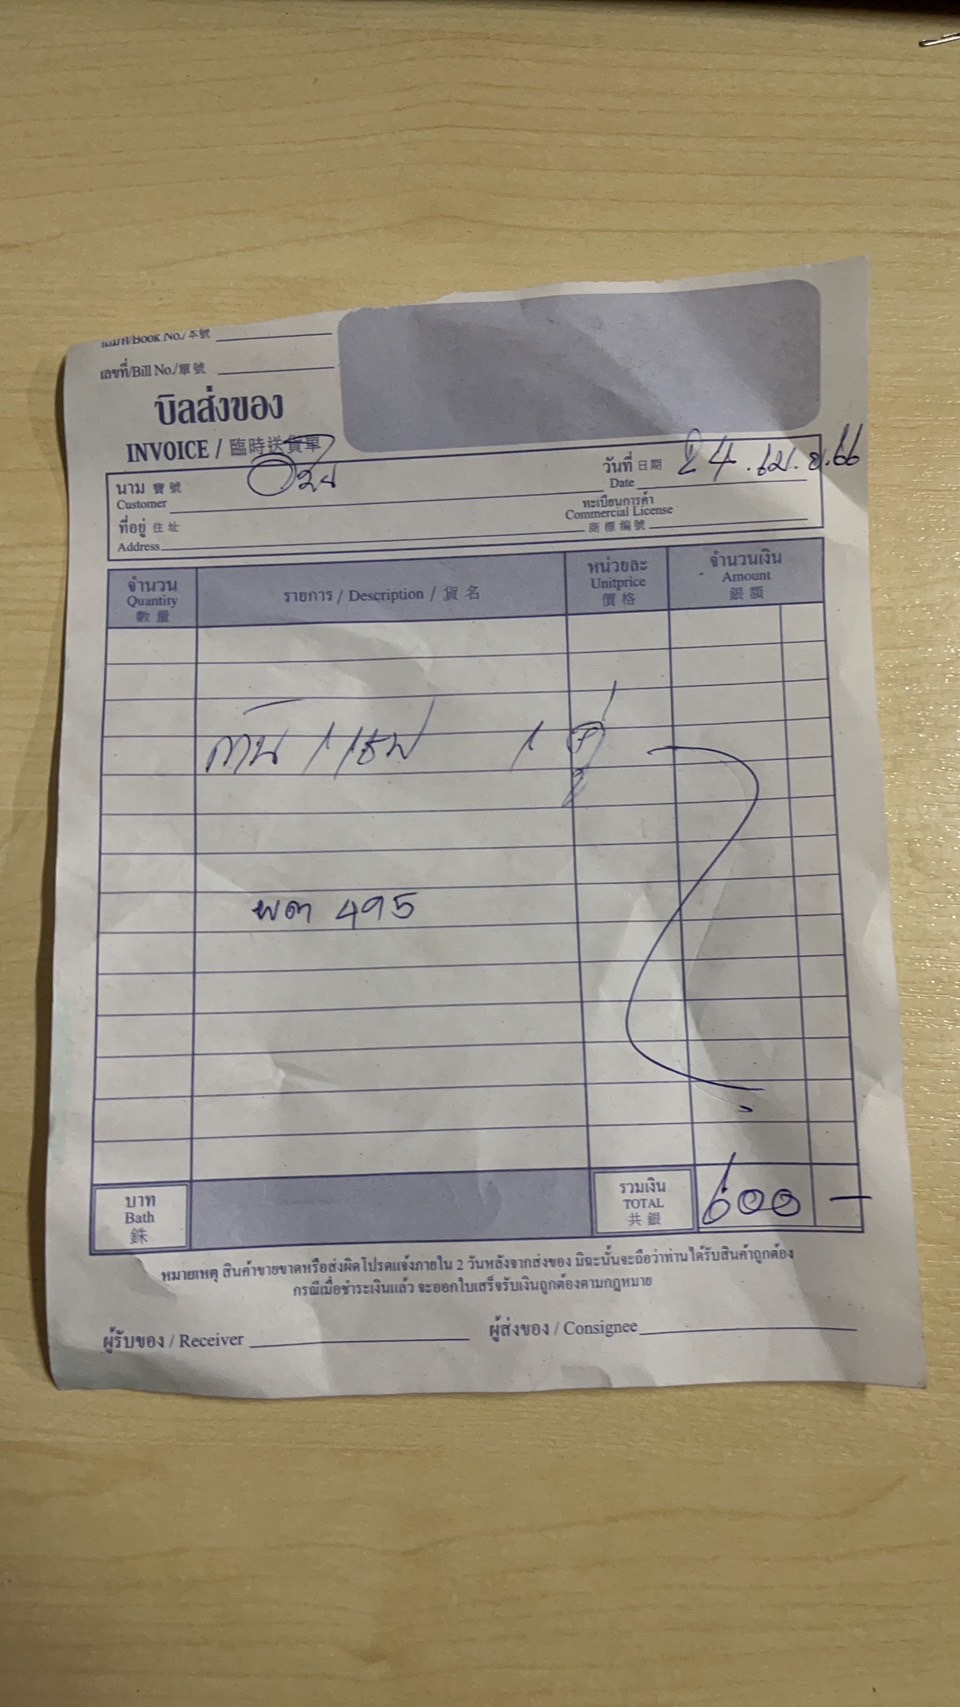 เล่มที่/Book No./本號
เลขที่/Bill No./單號
บิลส่งของ
INVOICE / 臨時送貨單
นาม 寶號
Customer
วันที่ 日期 24.เม.ย.66
Date
ที่อยู่ 住址
Address
ทะเบียนการค้า
Commercial License
商標編號
จำนวน
Quantity
數量
รายการ / Description / 貨名
หน่วยละ
Unitprice
價格
จำนวนเงิน
Amount
銀額
1 คู่
495
บาท
Bath
銖
รวมเงิน
TOTAL
共銀
600 -
หมายเหตุ สินค้าขายขาดหรือส่งผิดโปรดแจ้งภายใน 2 วันหลังจากส่งของ มิฉะนั้นจะถือว่าท่านได้รับสินค้าถูกต้อง
กรณีเมื่อชำระเงินแล้ว จะออกใบเสร็จรับเงินถูกต้องตามกฎหมาย
ผู้รับของ / Receiver
ผู้ส่งของ / Consignee